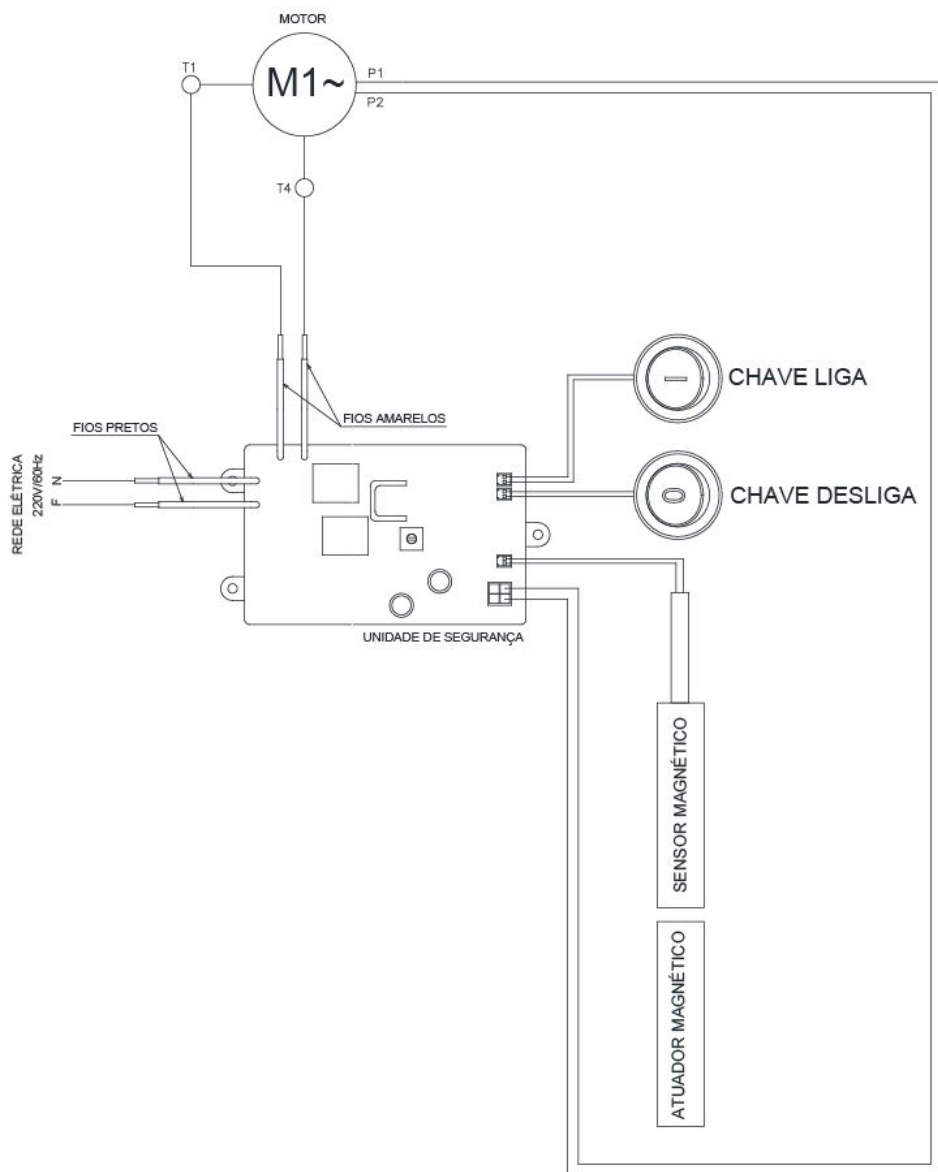 MOTOR
T1
M1~
P1
P2
T4
CHAVE LIGA
FIOS AMARELOS
FIOS PRETOS
REDE ELÉTRICA
220V/60Hz
N
F
CHAVE DESLIGA
UNIDADE DE SEGURANÇA
SENSOR MAGNÉTICO
ATUADOR MAGNÉTICO